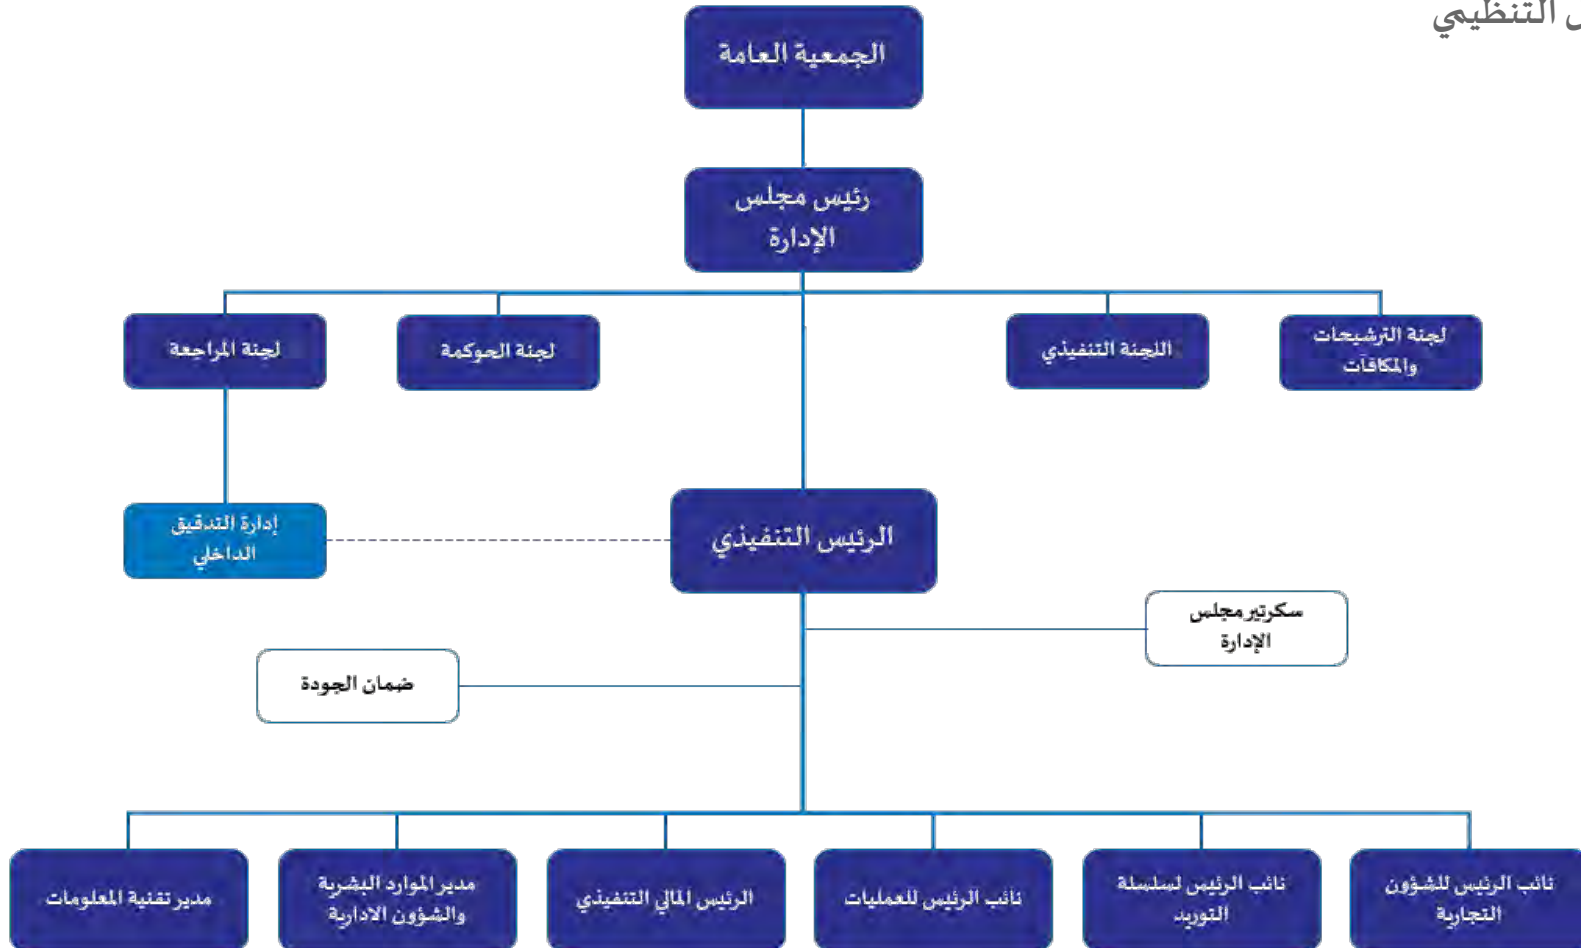 التنظيمي
الجمعية العامة
رئيس مجلس
الإدارة
لجنة الترشيحات
والمكافآت
اللجنة التنفيذي
لجنة الحوكمة
لجنة المراجعة
الرئيس التنفيذي
إدارة التدقيق
الداخلي
سكرتير مجلس
الإدارة
ضمان الجودة
نائب الرئيس للشؤون
التجارية
نائب الرئيس لسلسلة
التوريد
نائب الرئيس للعمليات
الرئيس المالي التنفيذي
مدير الموارد البشرية
والشؤون الادارية
مدير تقنية المعلومات